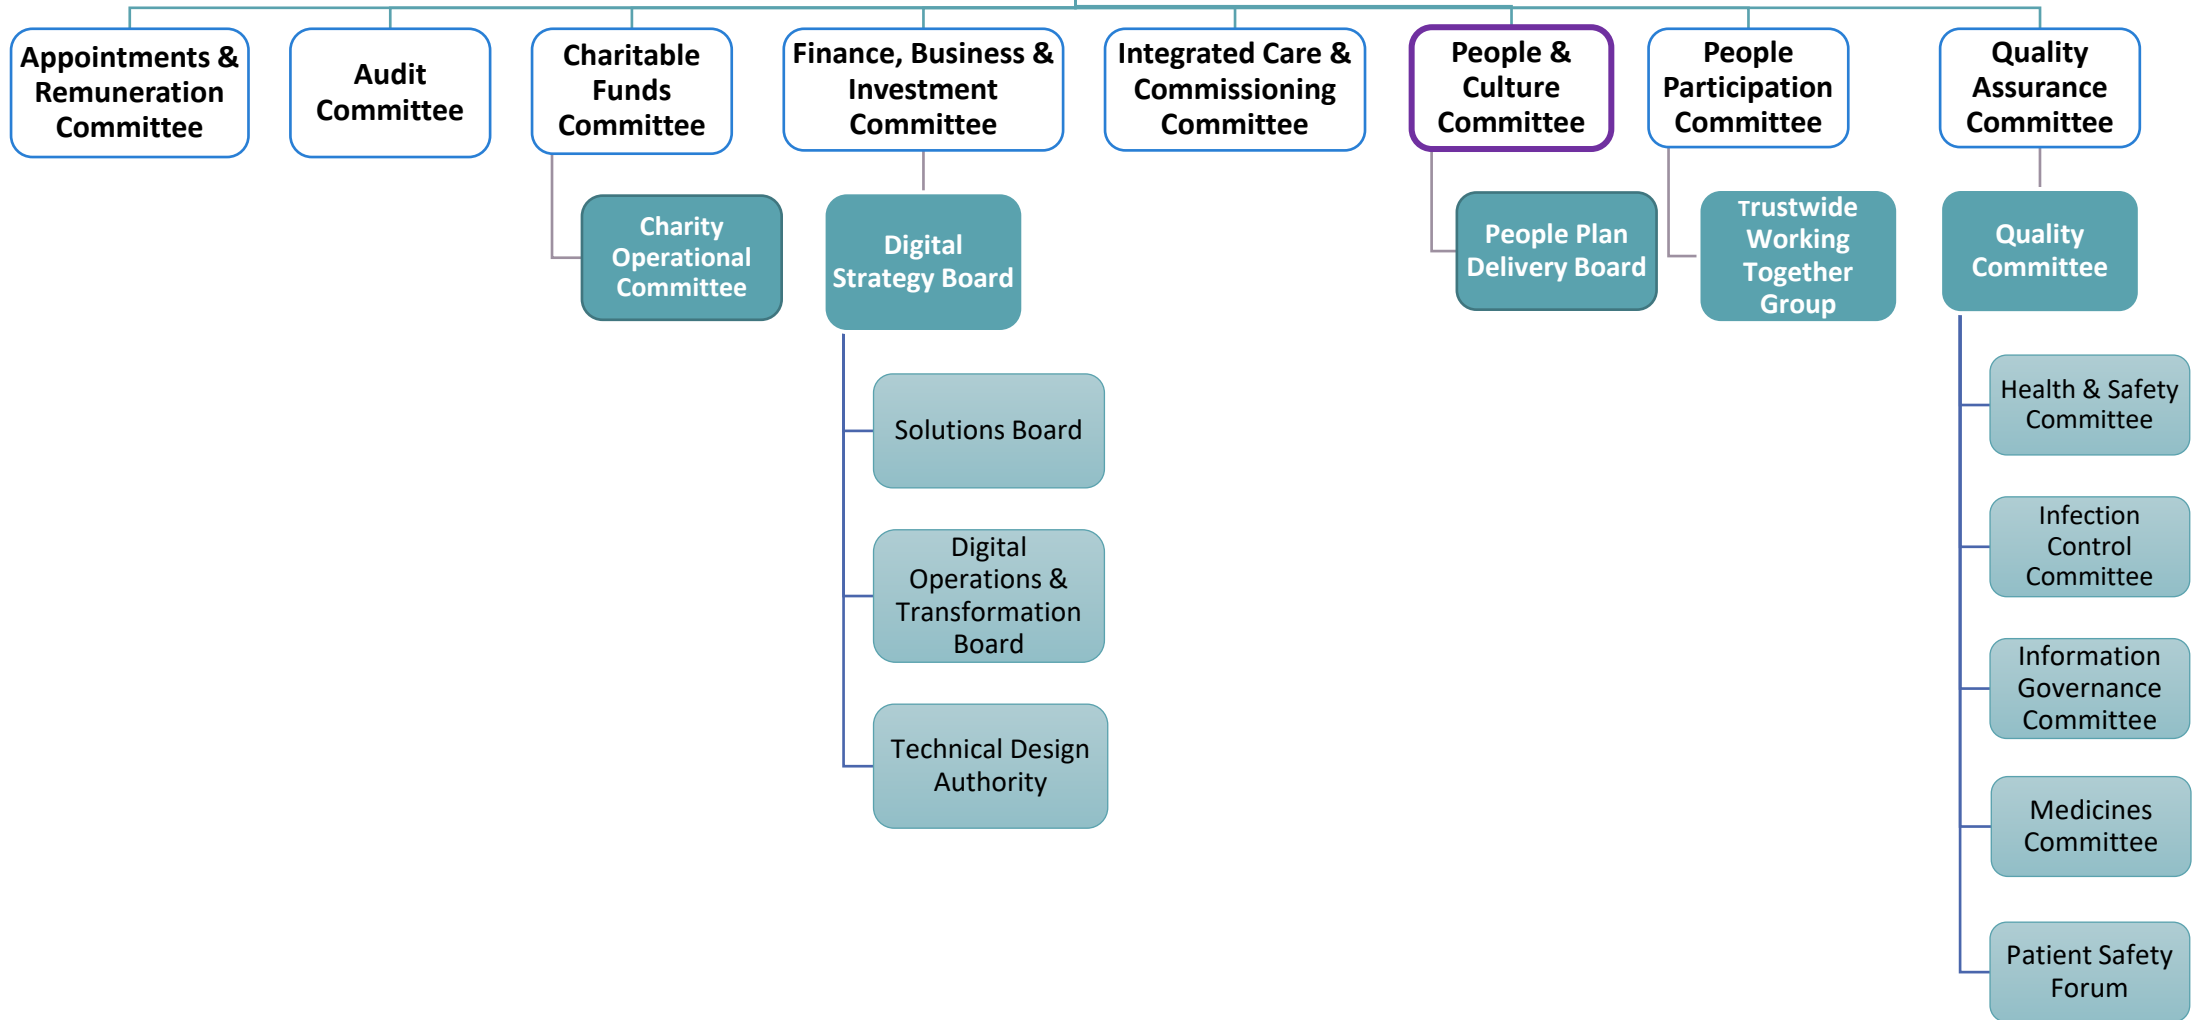 Appointments &
Remuneration
Committee
Audit
Committee
Charitable
Funds
Committee
Finance, Business &
Investment
Committee
Integrated Care &
Commissioning
Committee
People &
Culture
Committee
People
Participation
Committee
Quality
Assurance
Committee
Charity
Operational
Committee
Digital
Strategy Board
People Plan
Delivery Board
Trustwide
Working
Together
Group
Quality
Committee
Solutions Board
Digital
Operations &
Transformation
Board
Technical Design
Authority
Health & Safety
Committee
Infection
Control
Committee
Information
Governance
Committee
Medicines
Committee
Patient Safety
Forum